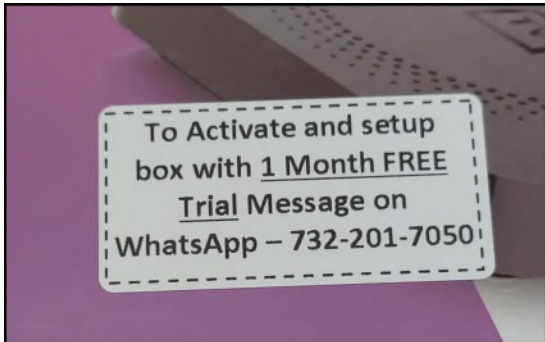 To Activate and setup
box with 1 Month FREE
Trial Message on
WhatsApp – 732-201-7050